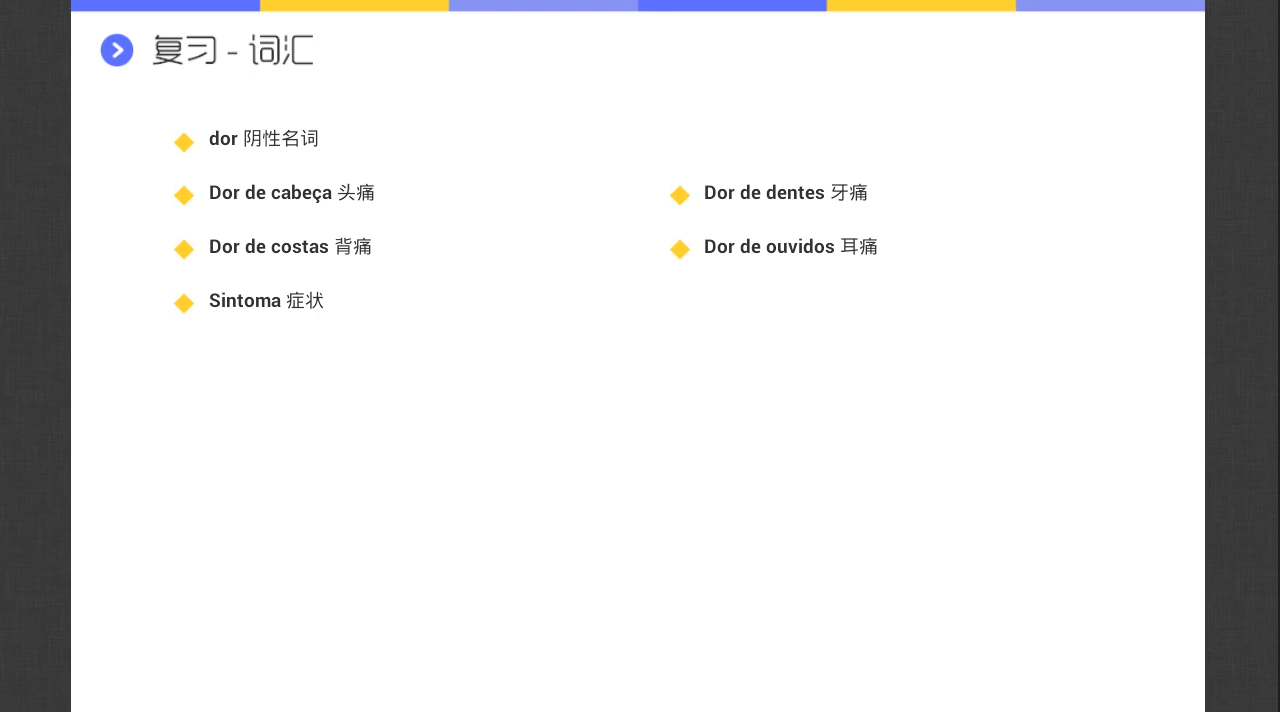 复习 - 词汇
dor 阴性名词
Dor de cabeça 头痛
Dor de dentes 牙痛
Dor de costas 背痛
Dor de ouvidos 耳痛
Sintoma 症状